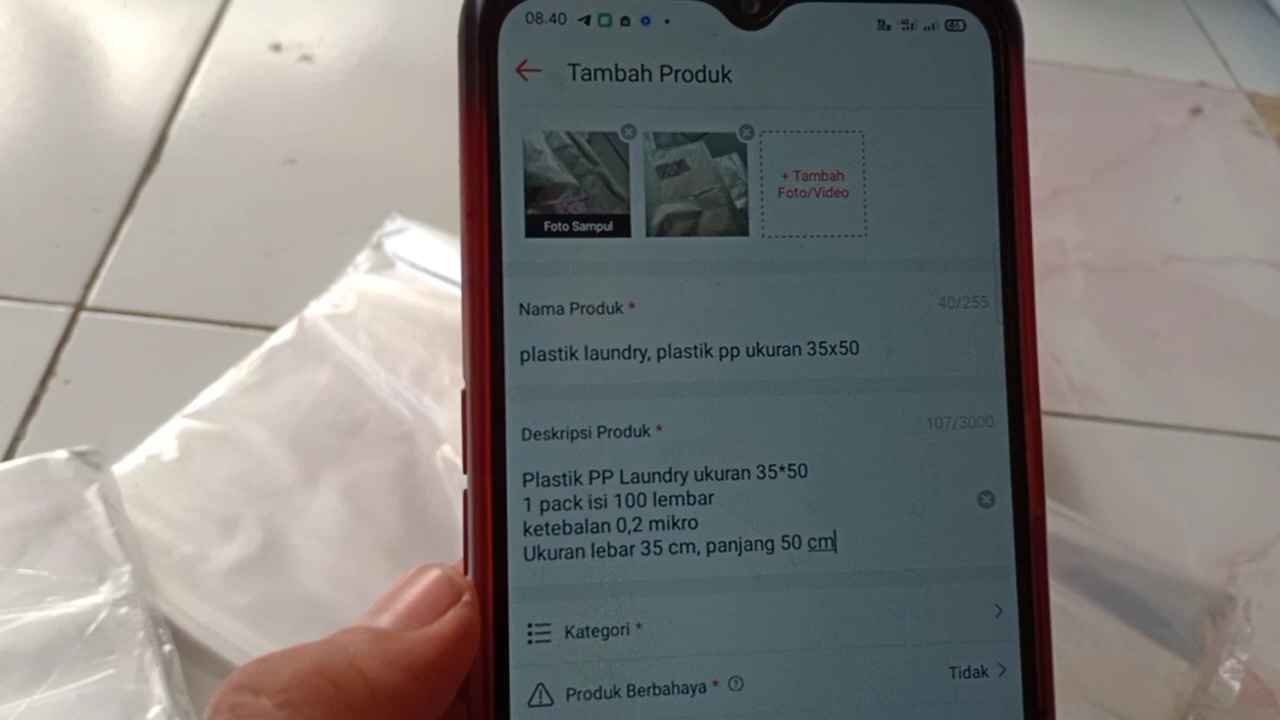 08.40
Tambah Produk
Foto Sampul
+ Tambah
Foto/Video
Nama Produk * 40/255
plastik laundry, plastik pp ukuran 35x50
Deskripsi Produk * 107/3000
Plastik PP Laundry ukuran 35*50
1 pack isi 100 lembar
ketebalan 0,2 mikro
Ukuran lebar 35 cm, panjang 50 cm
Kategori *
Produk Berbahaya * Tidak